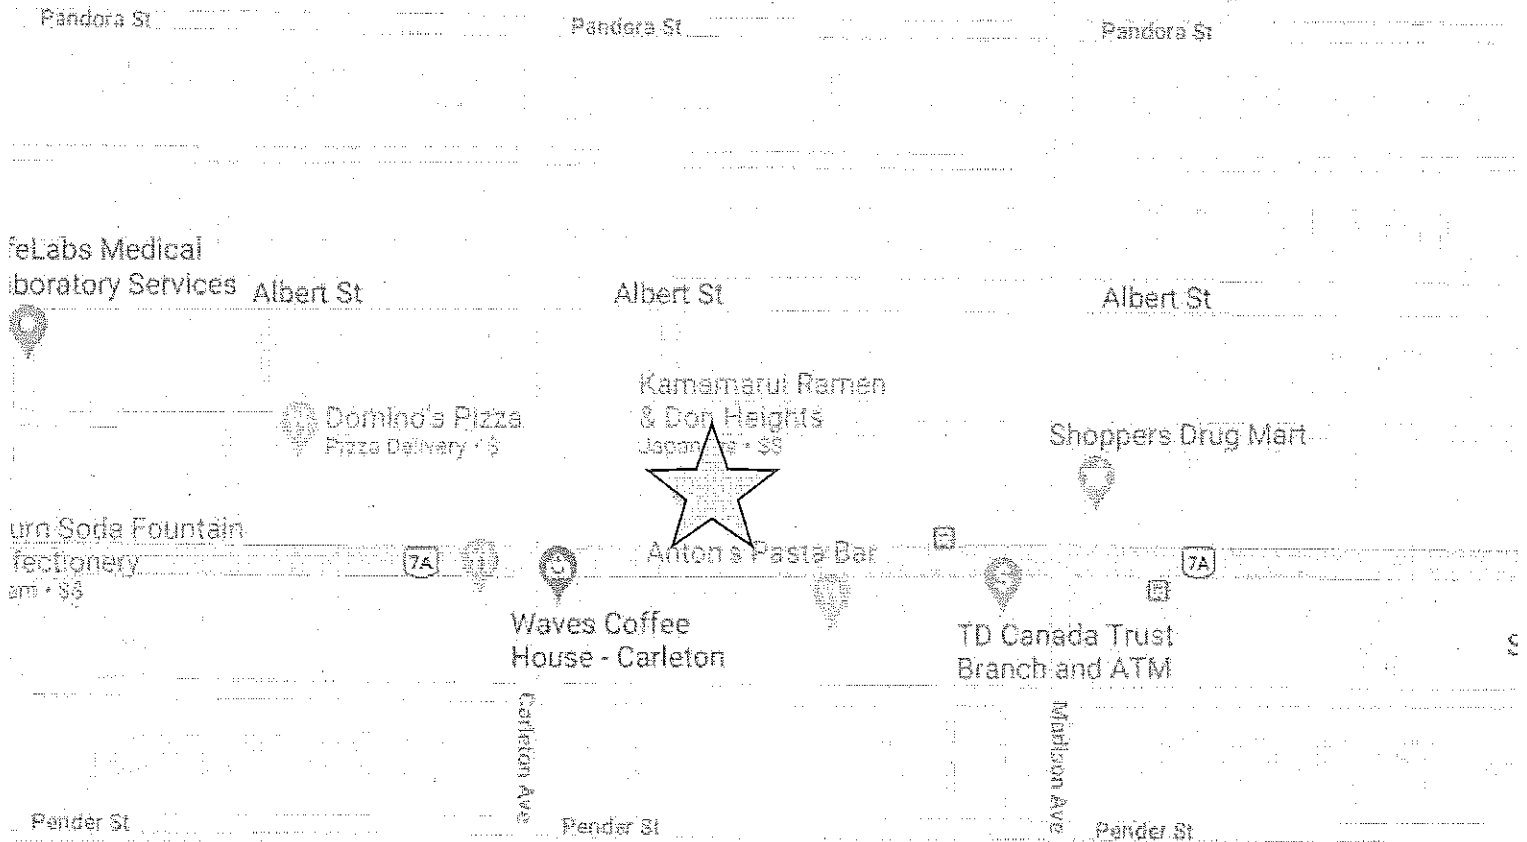 Pandora St
Pandora St
Pandora St
feLabs Medical
boratory Services
Albert St
Albert St
Albert St
Kamamarui Ramen
& Don Heights
Japanese • $$
Domino's Pizza
Pizza Delivery • $
Shoppers Drug Mart
urn Soda Fountain
fectionery
am • $$
7A
Anton's Pasta Bar
7A
Waves Coffee
House - Carleton
TD Canada Trust
Branch and ATM
S
Carleton Ave
Madison Ave
Pender St
Pender St
Pender St